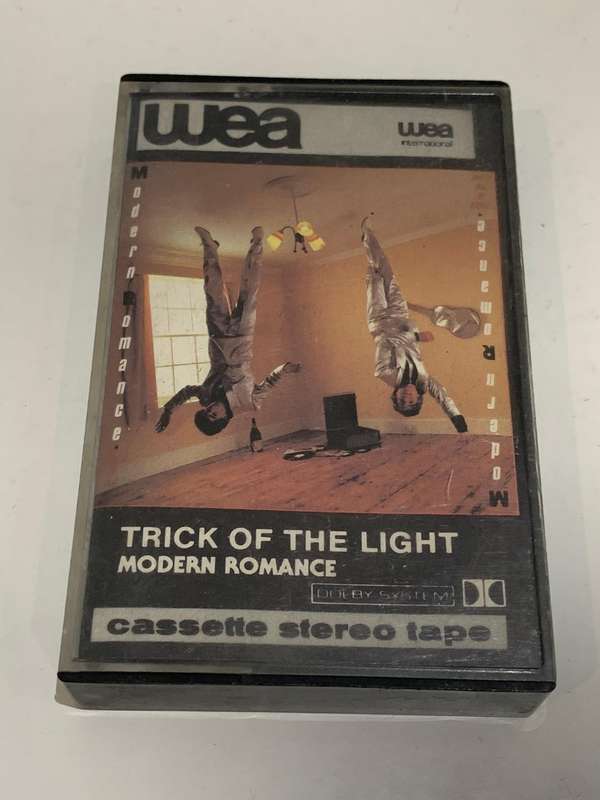 wea
wea
international
Modern Romance
Modern Romance
TRICK OF THE LIGHT
MODERN ROMANCE
DOLBY SYSTEM
cassette stereo tape